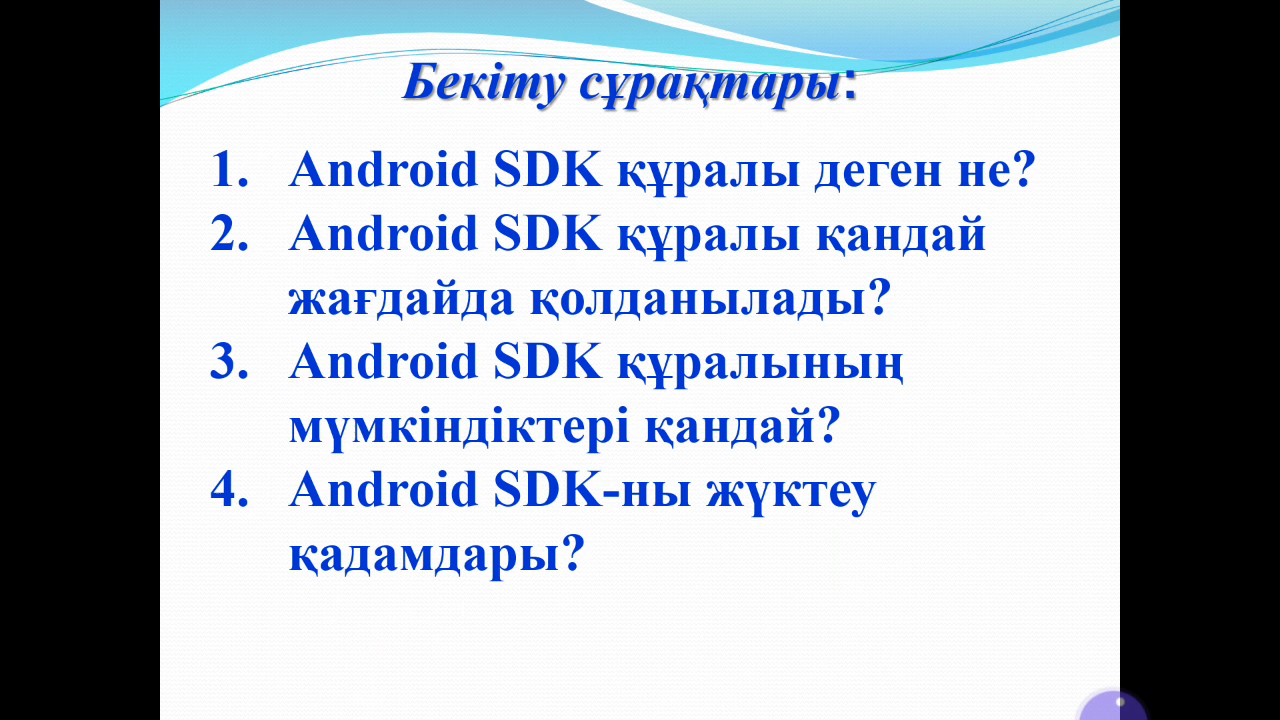 Бекіту сұрақтары:
1. Android SDK құралы деген не?
2. Android SDK құралы қандай
жағдайда қолданылады?
3. Android SDK құралының
мүмкіндіктері қандай?
4. Android SDK-ны жүктеу
қадамдары?